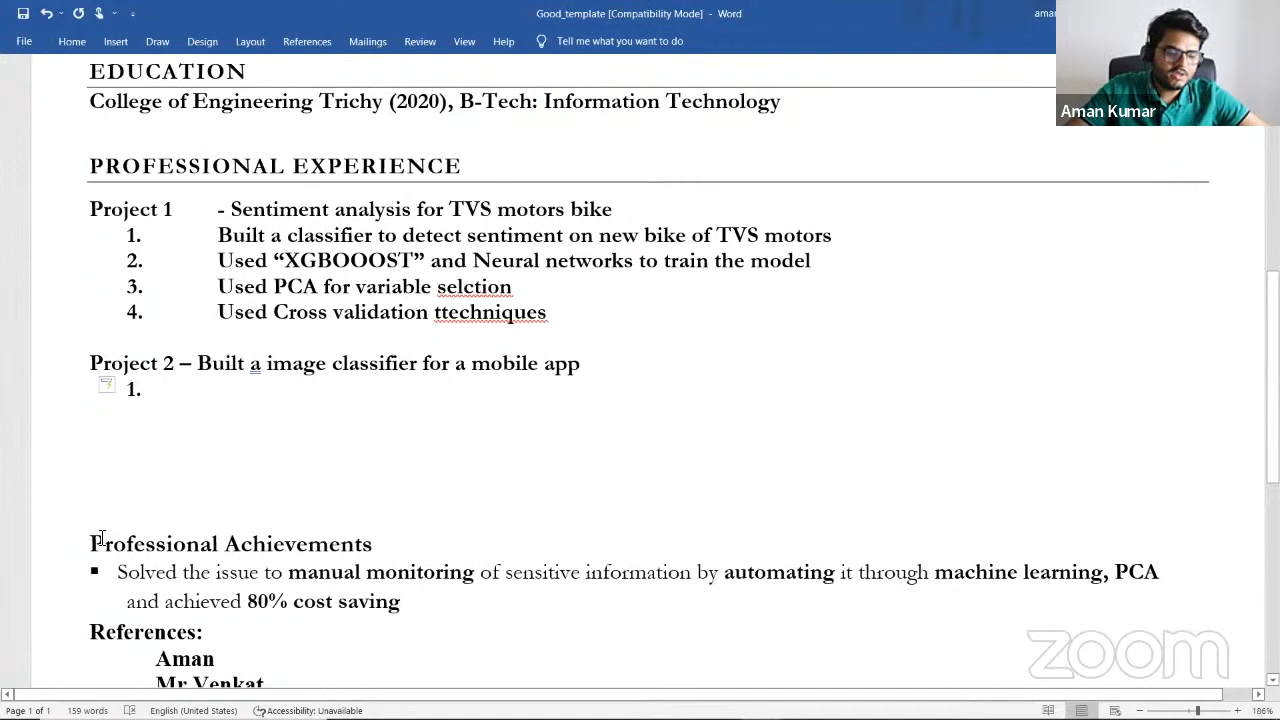 Good_template [Compatibility Mode] - Word
File Home Insert Draw Design Layout References Mailings Review View Help Tell me what you want to do
Aman Kumar
EDUCATION
College of Engineering Trichy (2020), B-Tech: Information Technology
PROFESSIONAL EXPERIENCE
Project 1 - Sentiment analysis for TVS motors bike
1. Built a classifier to detect sentiment on new bike of TVS motors
2. Used “XGBOOOST” and Neural networks to train the model
3. Used PCA for variable selction
4. Used Cross validation ttechniques
Project 2 – Built a image classifier for a mobile app
1.
Professional Achievements
▪ Solved the issue to manual monitoring of sensitive information by automating it through machine learning, PCA
and achieved 80% cost saving
References:
Aman
Mr Venkat
zoom
Page 1 of 1 159 words English (United States) Accessibility: Unavailable 186%